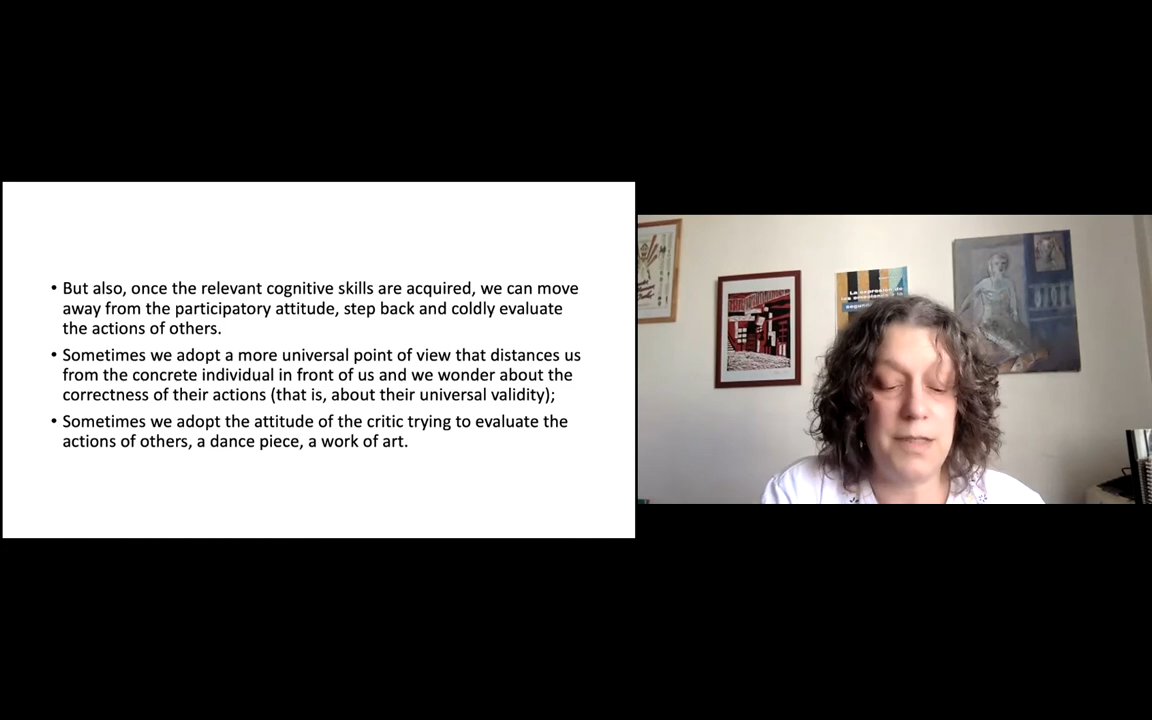 • But also, once the relevant cognitive skills are acquired, we can move
away from the participatory attitude, step back and coldly evaluate
the actions of others.
• Sometimes we adopt a more universal point of view that distances us
from the concrete individual in front of us and we wonder about the
correctness of their actions (that is, about their universal validity);
• Sometimes we adopt the attitude of the critic trying to evaluate the
actions of others, a dance piece, a work of art.
La expresión de